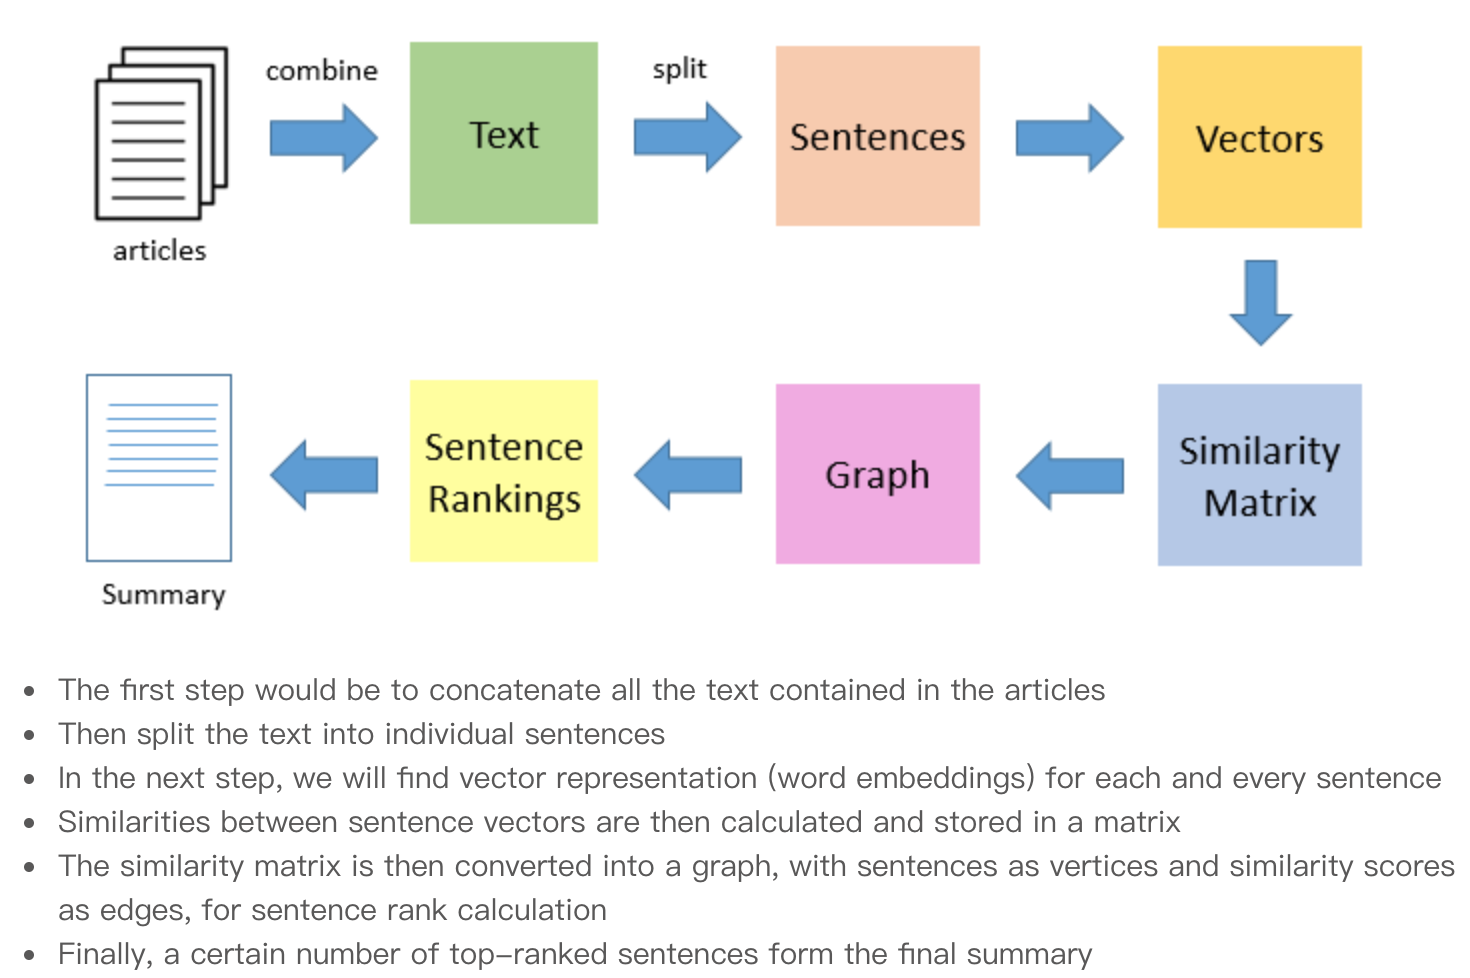 combine
split
Text
Sentences
Vectors
articles
Sentence
Rankings
Graph
Similarity
Matrix
Summary
• The first step would be to concatenate all the text contained in the articles
• Then split the text into individual sentences
• In the next step, we will find vector representation (word embeddings) for each and every sentence
• Similarities between sentence vectors are then calculated and stored in a matrix
• The similarity matrix is then converted into a graph, with sentences as vertices and similarity scores
as edges, for sentence rank calculation
• Finally, a certain number of top–ranked sentences form the final summary